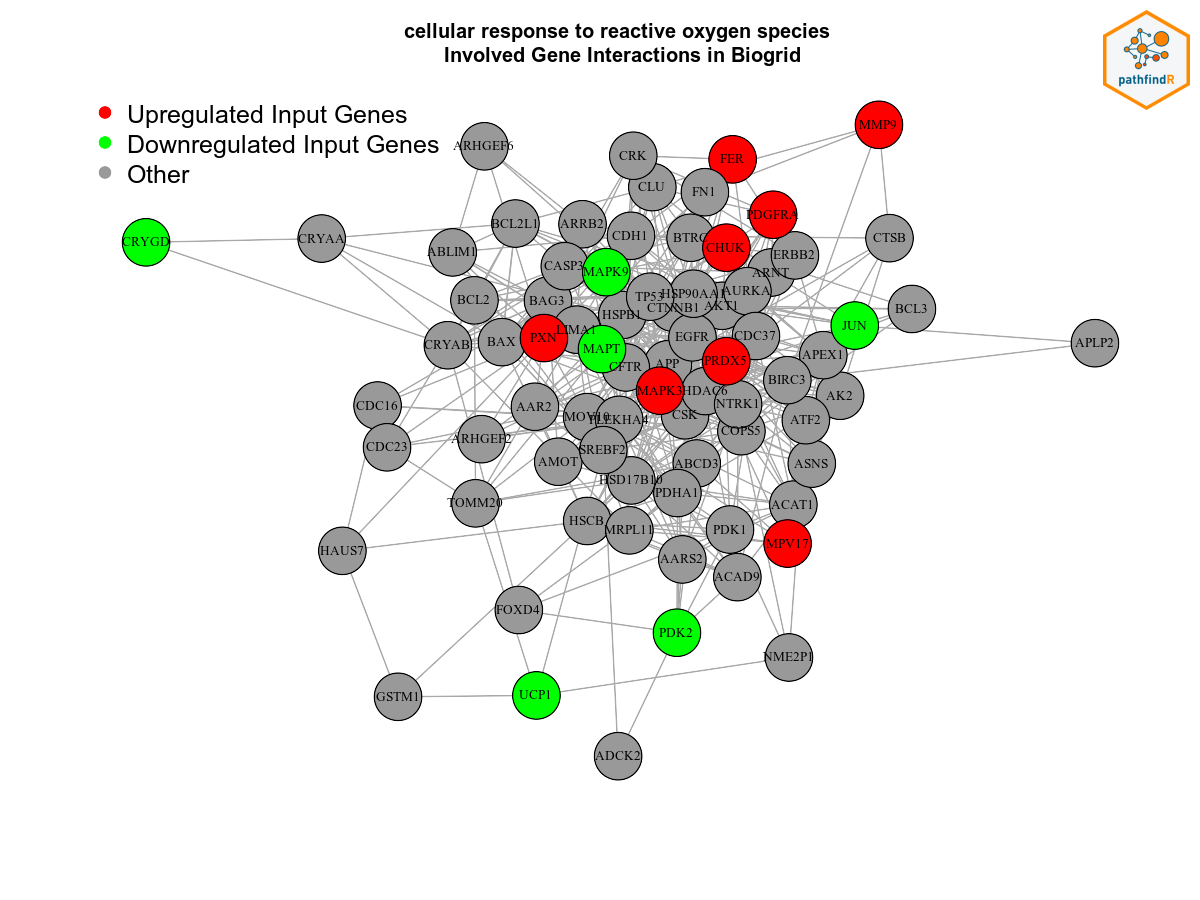 cellular response to reactive oxygen species
Involved Gene Interactions in Biogrid
pathfindR
Upregulated Input Genes
Downregulated Input Genes
Other
MMP9
ARHGEF6
CRK
FER
CLU
FN1
PDGFRA
BCL2L1
ARRB2
CDH1
BTRC
CHUK
CTSB
CRYGD
CRYAA
ABLIM1
ERBB2
CASP3
MAPK9
ARNT
BCL2
BAG3
TP53
HSP90AA1
AURKA
CTNNB1
AKT1
BCL3
HSPB1
JUN
LIMA1
PXN
EGFR
CDC37
CRYAB
BAX
MAPT
APLP2
APEX1
CFTR
APP
PRDX5
BIRC3
MAPK3
HDAC6
AK2
CDC16
AAR2
NTRK1
MOV10
PLEKHA4
CSK
ATF2
COPS5
CDC23
ARHGEF2
SREBF2
AMOT
ABCD3
ASNS
HSD17B10
PDHA1
TOMM20
ACAT1
HSCB
MRPL11
PDK1
MPV17
HAUS7
AARS2
ACAD9
FOXD4
PDK2
NME2P1
GSTM1
UCP1
ADCK2